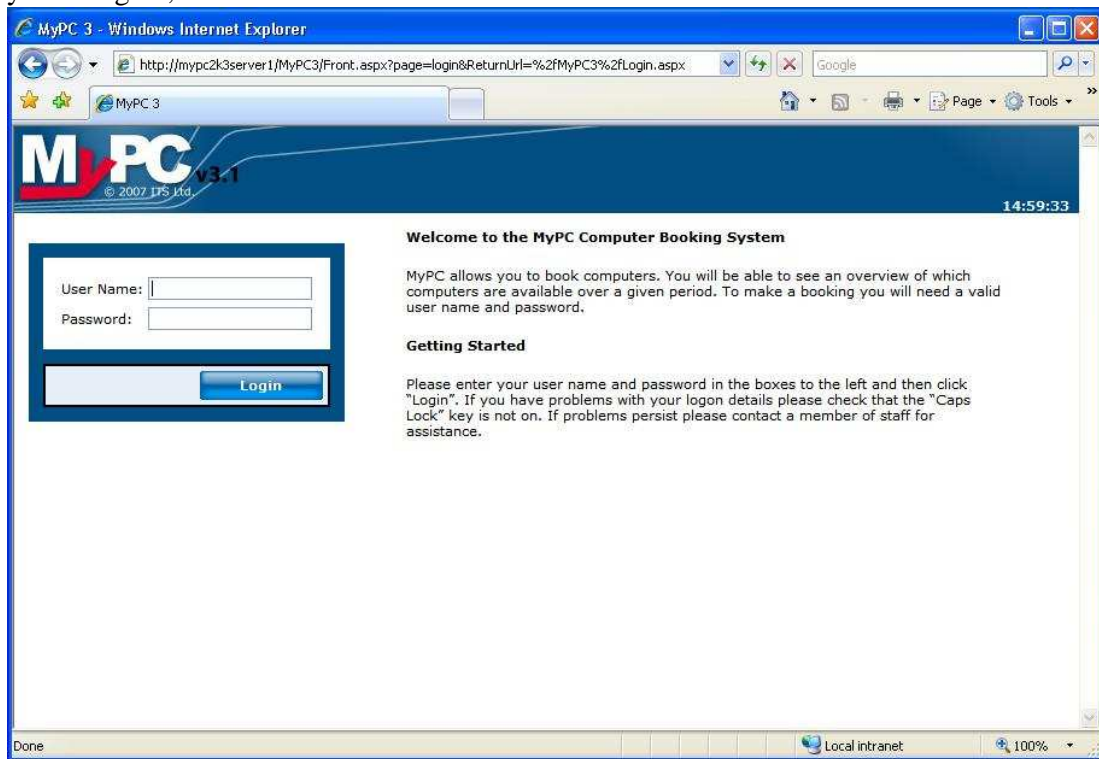 MyPC 3 - Windows Internet Explorer
http://mypc2k3server1/MyPC3/Front.aspx?page=login&ReturnUrl=%2fMyPC3%2fLogin.aspx
Google
MyPC 3
Page
Tools
»
MyPC v3.1
© 2007 ITS Ltd.
14:59:33
User Name:
Password:
Login
Welcome to the MyPC Computer Booking System
MyPC allows you to book computers. You will be able to see an overview of which
computers are available over a given period. To make a booking you will need a valid
user name and password.
Getting Started
Please enter your user name and password in the boxes to the left and then click
"Login". If you have problems with your logon details please check that the "Caps
Lock" key is not on. If problems persist please contact a member of staff for
assistance.
Done
Local intranet
100%